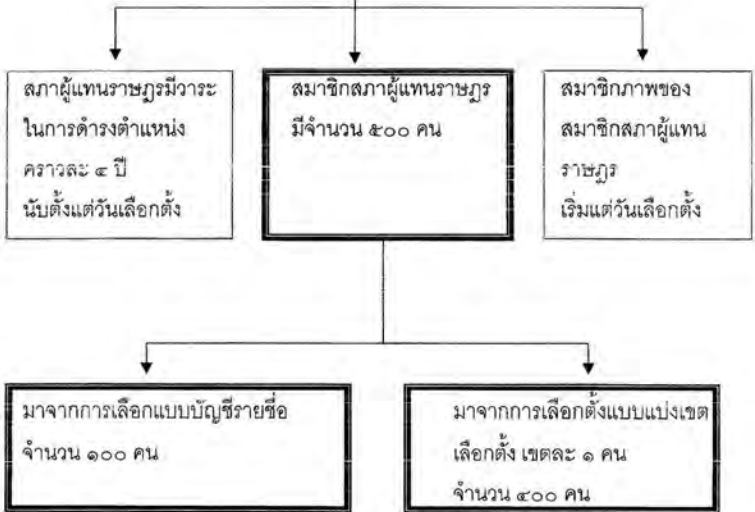 สภาผู้แทนราษฎรมีวาระ
ในการดำรงตำแหน่ง
คราวละ ๔ ปี
นับตั้งแต่วันเลือกตั้ง
สมาชิกสภาผู้แทนราษฎร
มีจำนวน ๕๐๐ คน
สมาชิกภาพของ
สมาชิกสภาผู้แทน
ราษฎร
เริ่มแต่วันเลือกตั้ง
มาจากการเลือกแบบบัญชีรายชื่อ
จำนวน ๑๐๐ คน
มาจากการเลือกตั้งแบบแบ่งเขต
เลือกตั้ง เขตละ ๑ คน
จำนวน ๔๐๐ คน